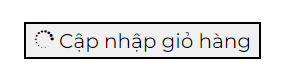 Cập nhập giỏ hàng